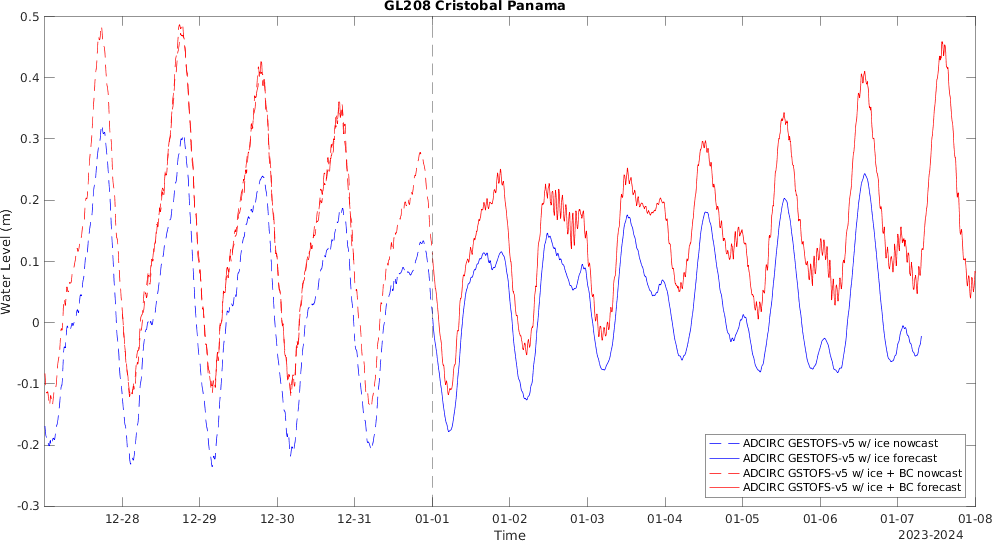 GL208 Cristobal Panama
0.5
0.4
0.3
0.2
0.1
0
-0.1
-0.2
-0.3
Water Level (m)
12-28 12-29 12-30 12-31 01-01 01-02 01-03 01-04 01-05 01-06 01-07 01-08
Time
2023-2024
ADCIRC GESTOFS-v5 w/ ice nowcast
ADCIRC GESTOFS-v5 w/ ice forecast
ADCIRC GSTOFS-v5 w/ ice + BC nowcast
ADCIRC GSTOFS-v5 w/ ice + BC forecast